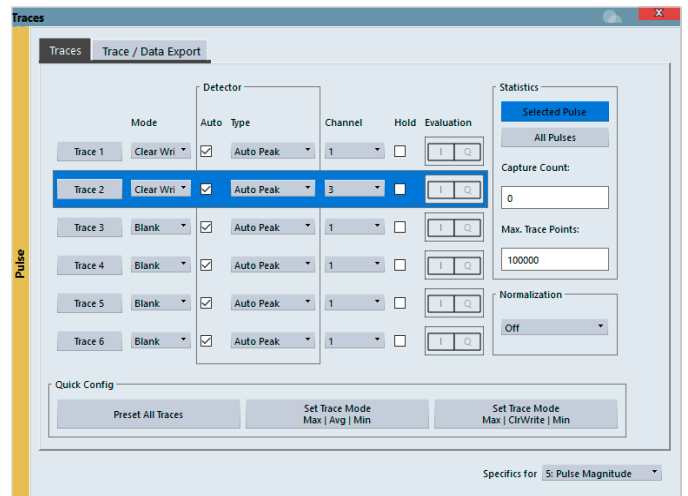 Traces
X
Traces Trace / Data Export
Detector Statistics
Selected Pulse
Mode Auto Type Channel Hold Evaluation
All Pulses
Trace 1 Clear Wri Auto Peak 1 I Q
Capture Count:
Trace 2 Clear Wri Auto Peak 3 I Q
0
Trace 3 Blank Auto Peak 1 I Q
Max. Trace Points:
Trace 4 Blank Auto Peak 1 I Q
100000
Trace 5 Blank Auto Peak 1 I Q
Normalization
Off
Trace 6 Blank Auto Peak 1 I Q
Pulse
Quick Config
Preset All Traces
Set Trace Mode
Max | Avg | Min
Set Trace Mode
Max | ClrWrite | Min
Specifics for 5: Pulse Magnitude